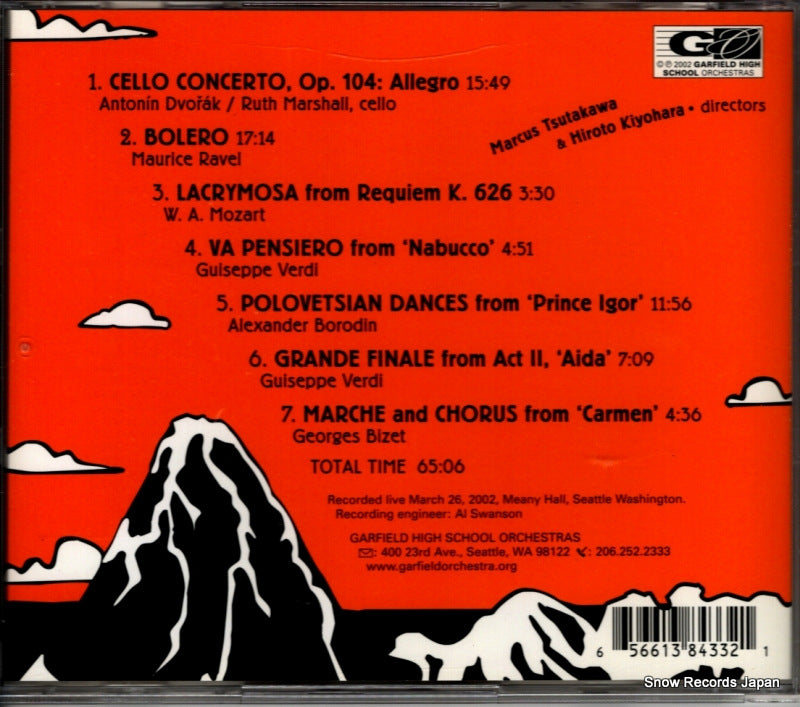 GO
©℗ 2002 GARFIELD HIGH
SCHOOL ORCHESTRAS
1. CELLO CONCERTO, Op. 104: Allegro 15:49
Antonín Dvořák / Ruth Marshall, cello
Marcus Tsutakawa
& Hiroto Kiyohara • directors
2. BOLERO 17:14
Maurice Ravel
3. LACRYMOSA from Requiem K. 626 3:30
W. A. Mozart
4. VA PENSIERO from ‘Nabucco’ 4:51
Guiseppe Verdi
5. POLOVETSIAN DANCES from ‘Prince Igor’ 11:56
Alexander Borodin
6. GRANDE FINALE from Act II, ‘Aida’ 7:09
Guiseppe Verdi
7. MARCHE and CHORUS from ‘Carmen’ 4:36
Georges Bizet
TOTAL TIME 65:06
Recorded live March 26, 2002, Meany Hall, Seattle Washington.
Recording engineer: Al Swanson
GARFIELD HIGH SCHOOL ORCHESTRAS
✉: 400 23rd Ave., Seattle, WA 98122 ✆: 206.252.2333
www.garfieldorchestra.org
6 56613 84332 1
Snow Records Japan